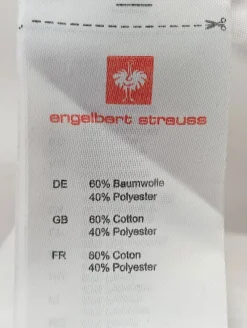 engelbert strauss
DE 60% Baumwolle
40% Polyester
GB 60% Cotton
40% Polyester
FR 60% Coton
40% Polyester